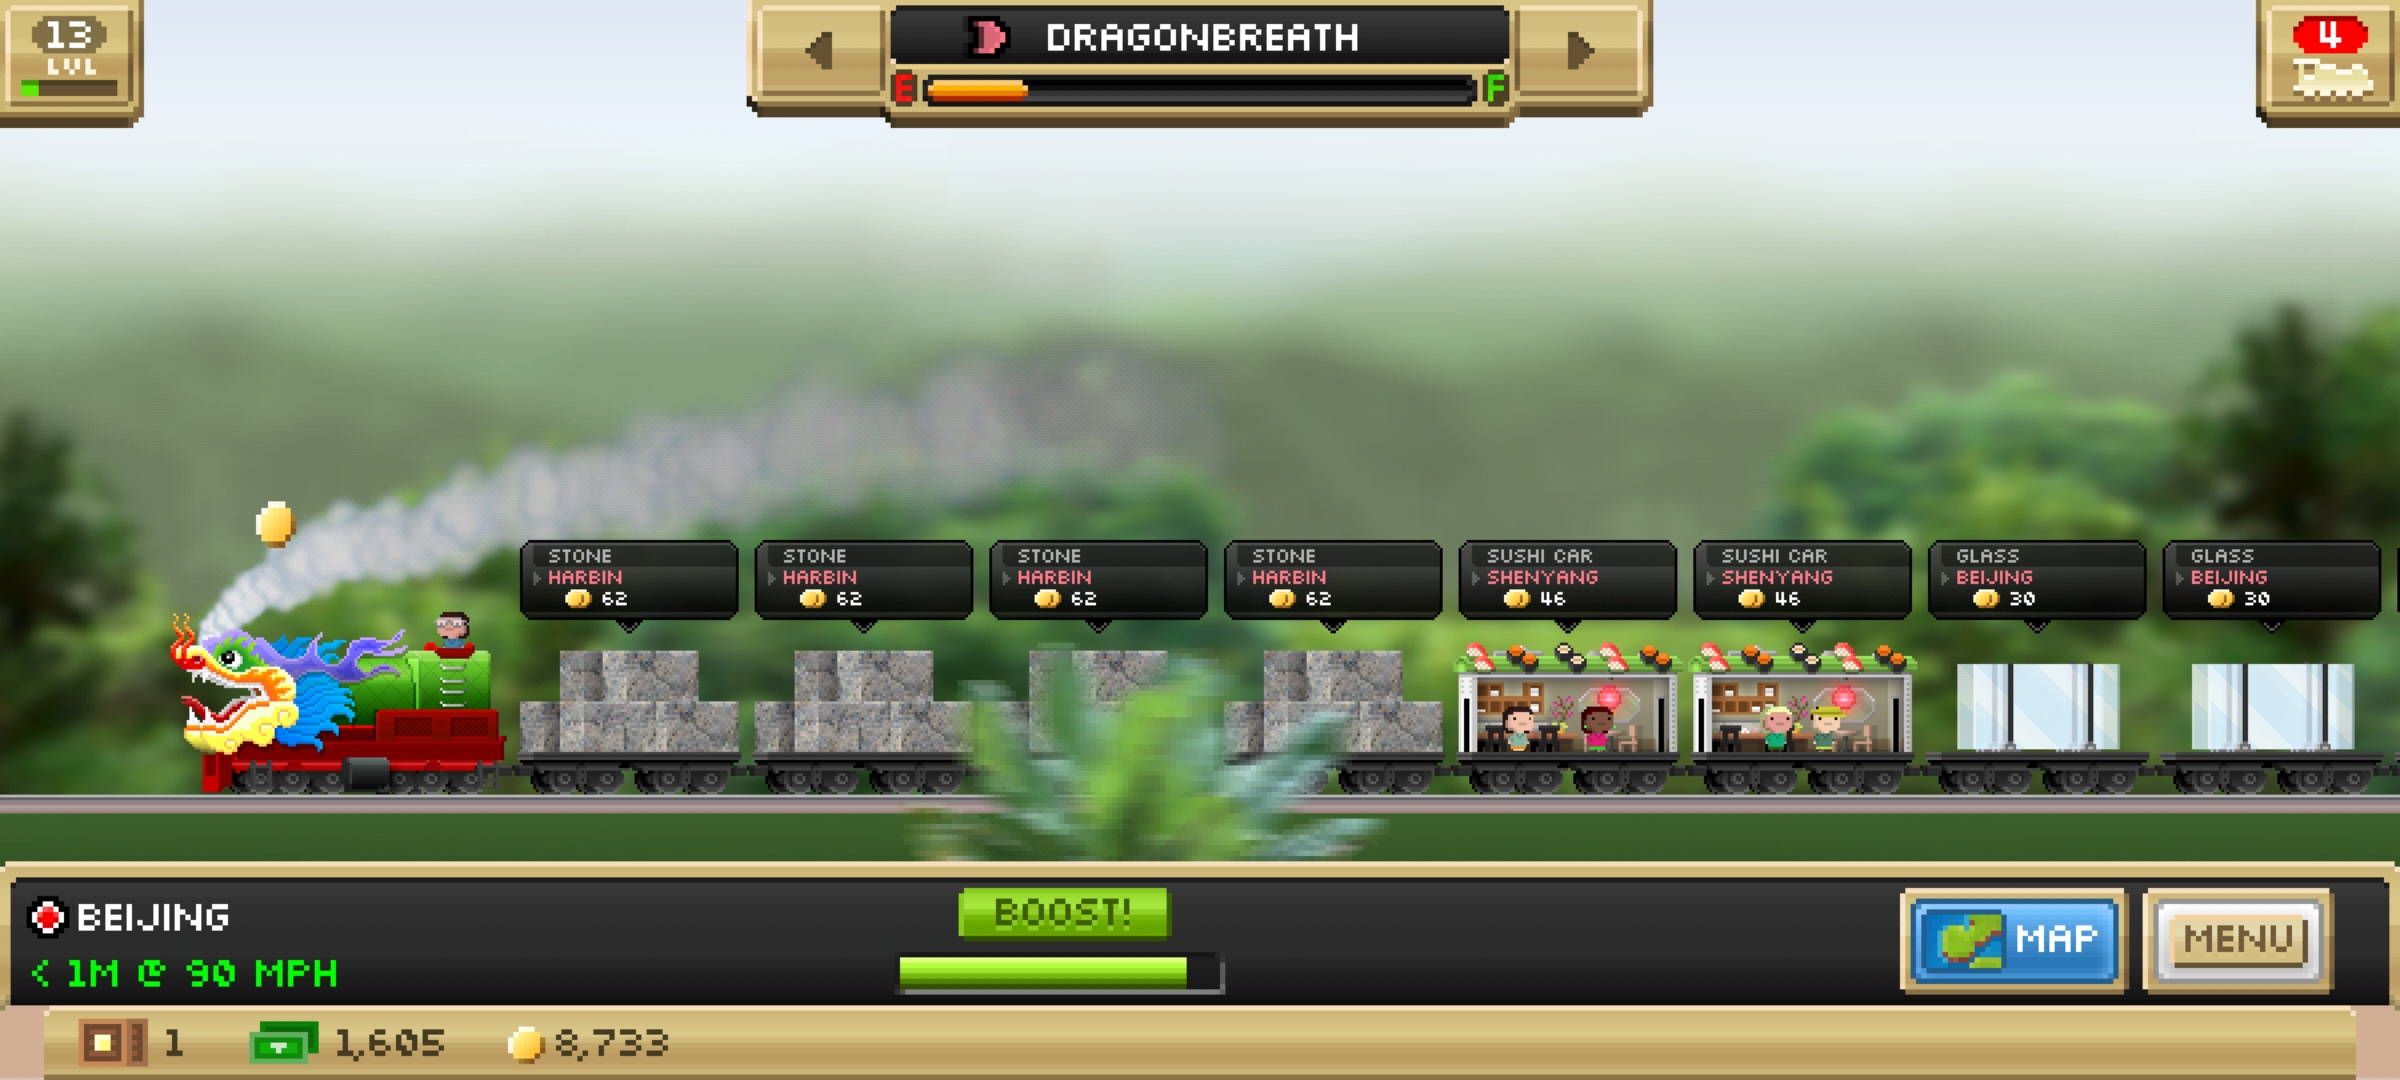 13
LVL
DRAGONBREATH
E F
4
STONE
HARBIN
62
STONE
HARBIN
62
STONE
HARBIN
62
STONE
HARBIN
62
SUSHI CAR
SHENYANG
46
SUSHI CAR
SHENYANG
46
GLASS
BEIJING
30
GLASS
BEIJING
30
BEIJING
< 1M @ 90 MPH
BOOST!
MAP
MENU
1
1,605
8,733